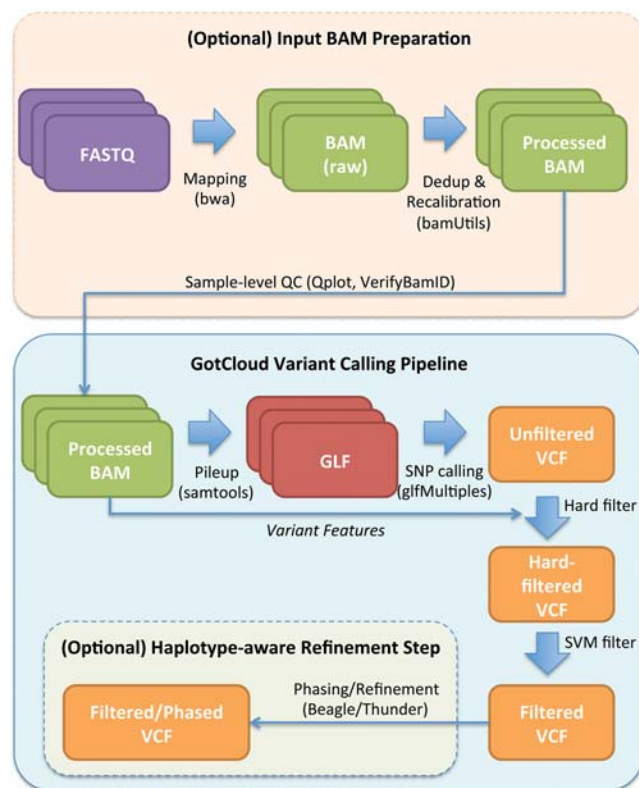 (Optional) Input BAM Preparation
FASTQ
Mapping
(bwa)
BAM
(raw)
Dedup &
Recalibration
(bamUtils)
Processed
BAM
Sample-level QC (Qplot, VerifyBamID)
GotCloud Variant Calling Pipeline
Processed
BAM
Pileup
(samtools)
GLF
SNP calling
(glfMultiples)
Unfiltered
VCF
Hard filter
Variant Features
Hard-
filtered
VCF
SVM filter
(Optional) Haplotype-aware Refinement Step
Phasing/Refinement
(Beagle/Thunder)
Filtered/Phased
VCF
Filtered
VCF